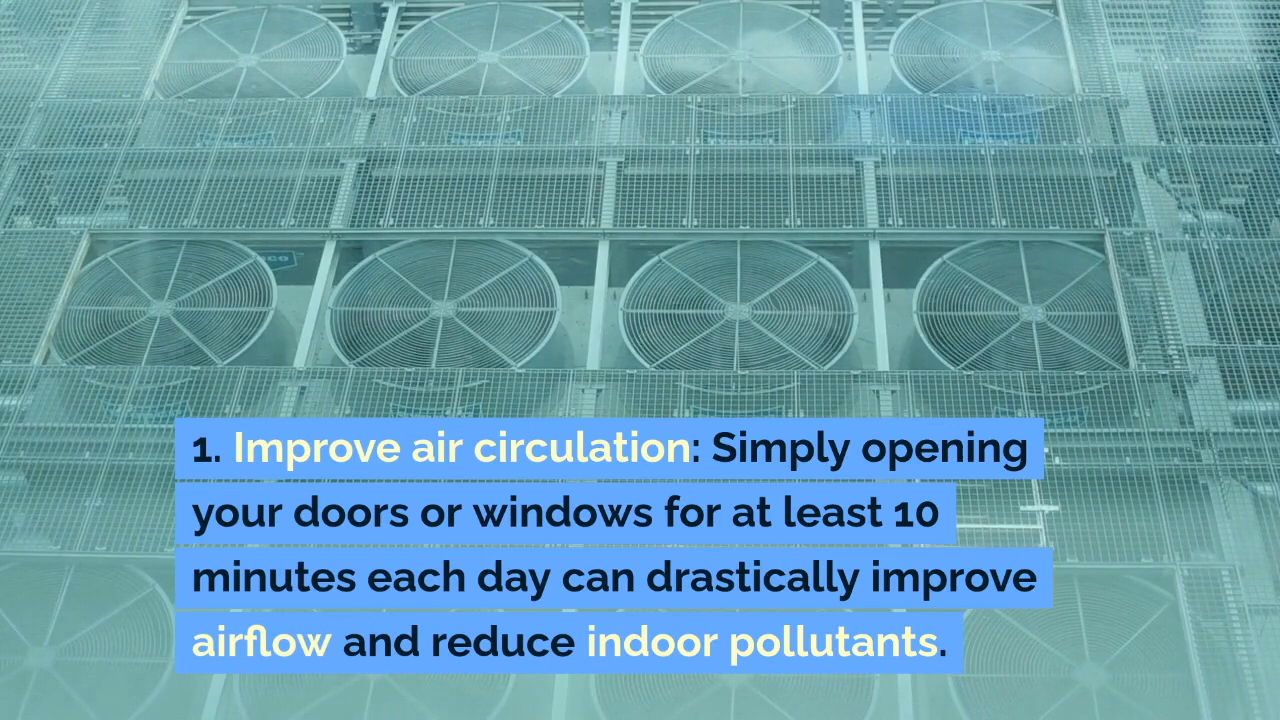 1. Improve air circulation: Simply opening
your doors or windows for at least 10
minutes each day can drastically improve
airflow and reduce indoor pollutants.